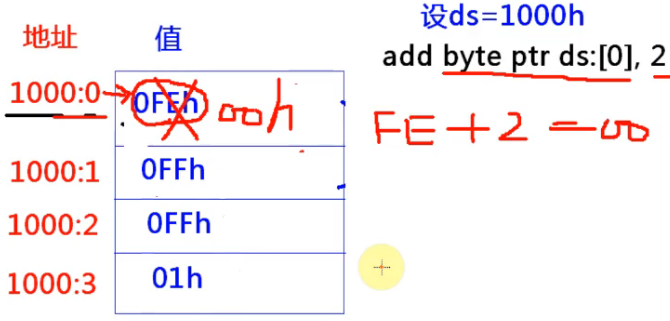 设ds=1000h
地址 值 add byte ptr ds:[0], 2
1000:0 0FEh 00h FE+2=00
1000:1 0FFh
1000:2 0FFh
1000:3 01h